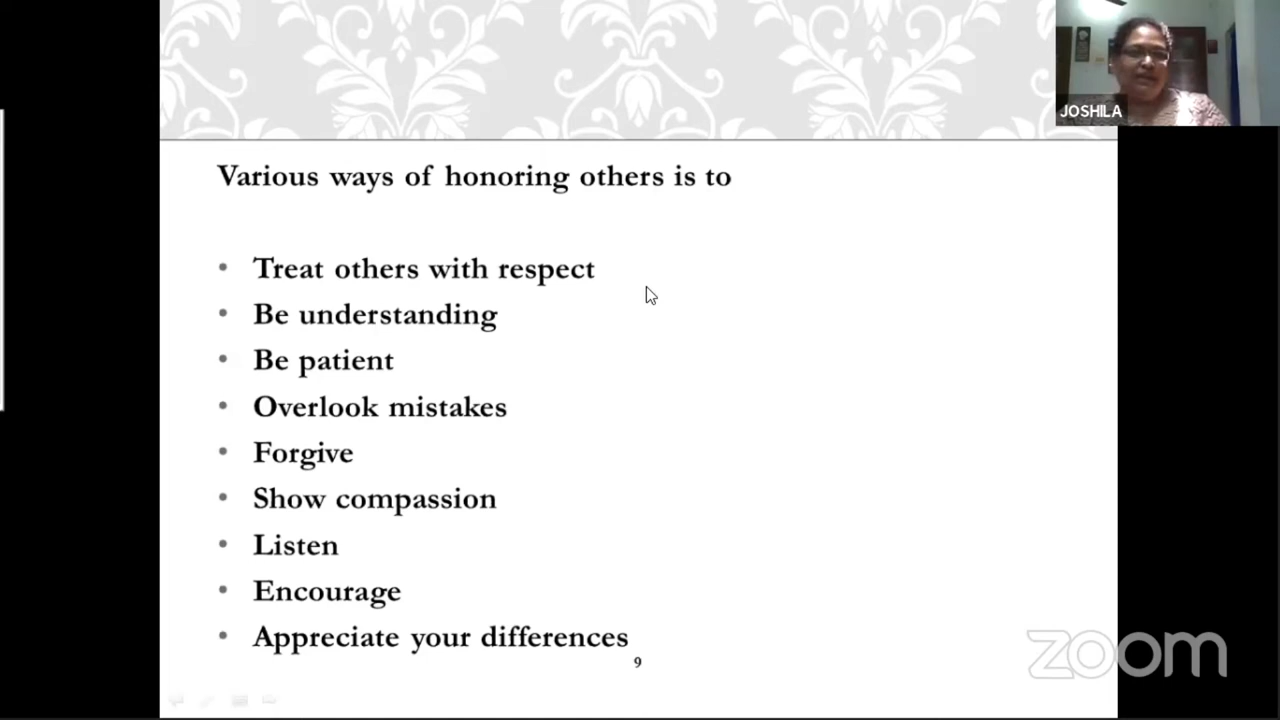 JOSHILA
Various ways of honoring others is to
• Treat others with respect
• Be understanding
• Be patient
• Overlook mistakes
• Forgive
• Show compassion
• Listen
• Encourage
• Appreciate your differences
9
zoom